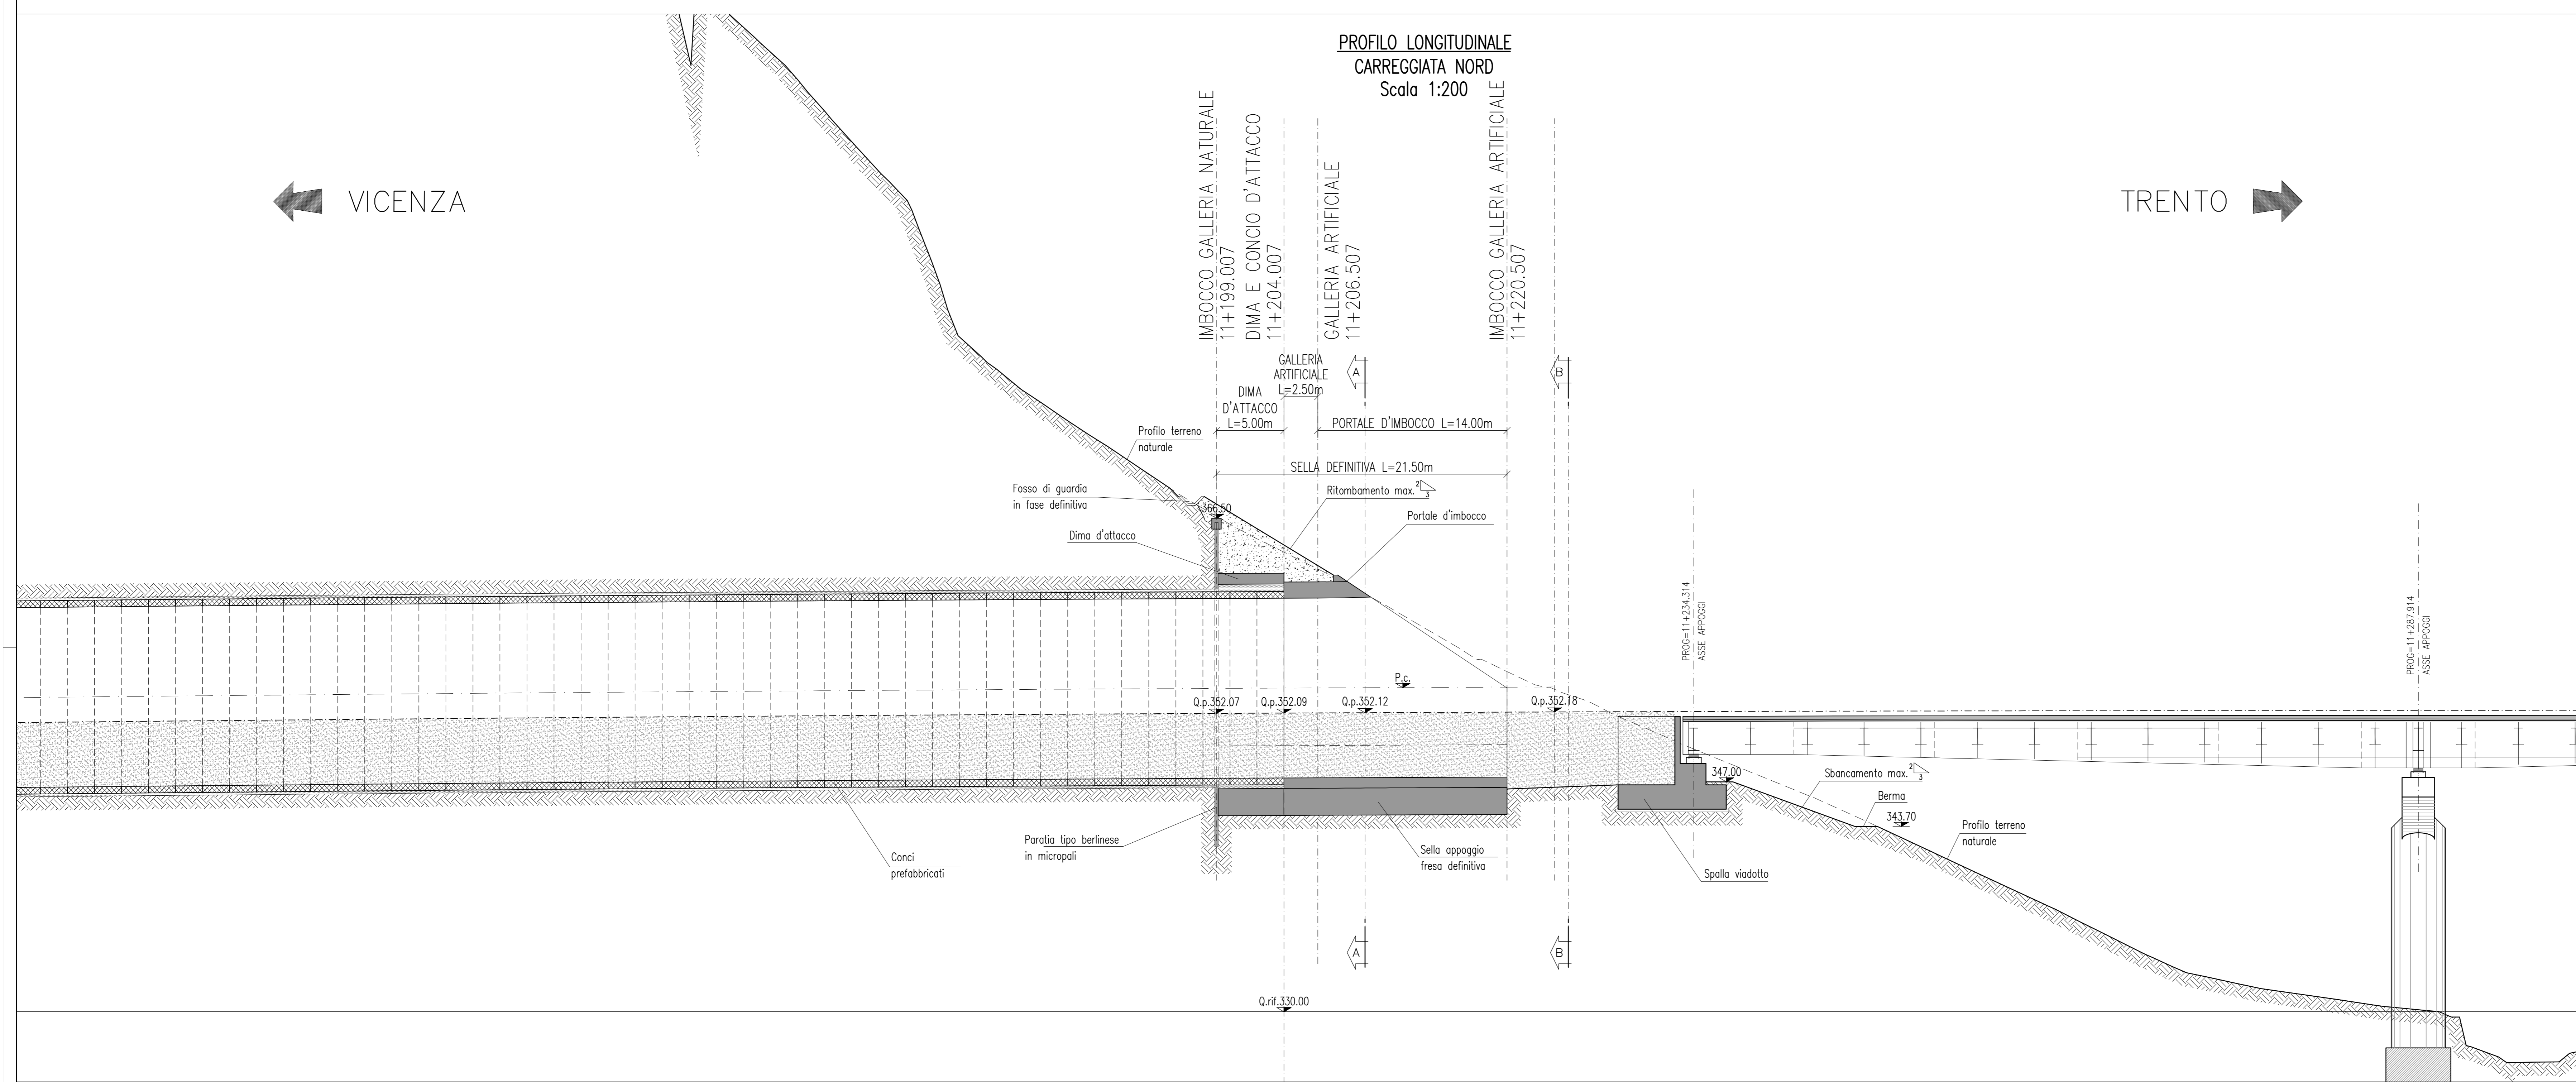 PROFILO LONGITUDINALE
CARREGGIATA NORD
Scala 1:200
VICENZA
TRENTO
IMBOCCO GALLERIA NATURALE
11+199.007
DIMA E CONCIO D'ATTACCO
11+204.007
GALLERIA ARTIFICIALE
11+206.507
IMBOCCO GALLERIA ARTIFICIALE
11+220.507
GALLERIA
ARTIFICIALE
L=2.50m
A
B
DIMA
D'ATTACCO
L=5.00m
PORTALE D'IMBOCCO L=14.00m
Profilo terreno
naturale
SELLA DEFINITIVA L=21.50m
Fosso di guardia
in fase definitiva
Ritombamento max.
2
3
366.50
Portale d'imbocco
Dima d'attacco
PROG=11+234.314
ASSE APPOGGI
PROG=11+287.914
ASSE APPOGGI
P.c.
Q.p.352.07
Q.p.352.09
Q.p.352.12
Q.p.352.18
347.00
Sbancamento max.
2
3
Berma
343.70
Profilo terreno
naturale
Paratia tipo berlinese
in micropali
Conci
prefabbricati
Sella appoggio
fresa definitiva
Spalla viadotto
A
B
Q.rif.330.00